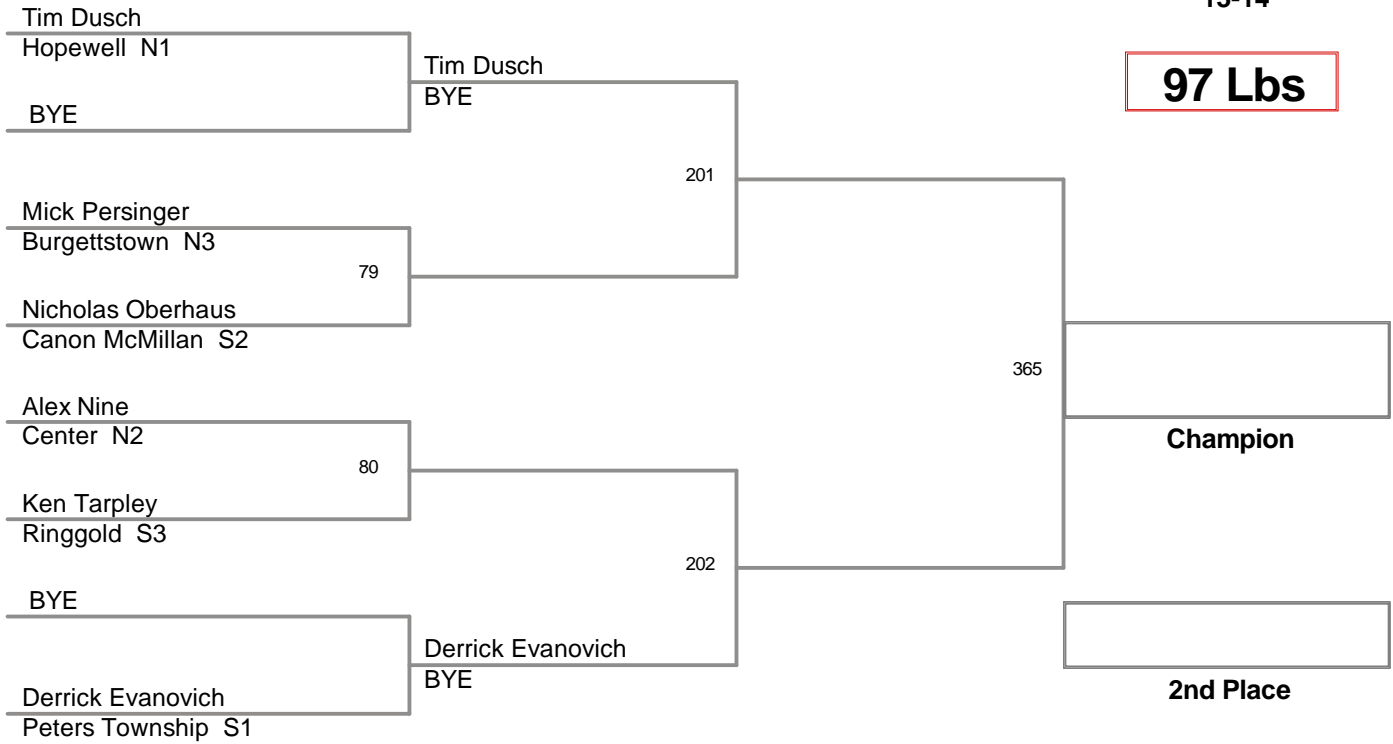 Tim Dusch
Hopewell N1
BYE
Mick Persinger
Burgettstown N3
79
Nicholas Oberhaus
Canon McMillan S2
Alex Nine
Center N2
80
Ken Tarpley
Ringgold S3
BYE
Derrick Evanovich
Peters Township S1
Tim Dusch
BYE
201
202
Derrick Evanovich
BYE
365
97 Lbs
Champion
2nd Place